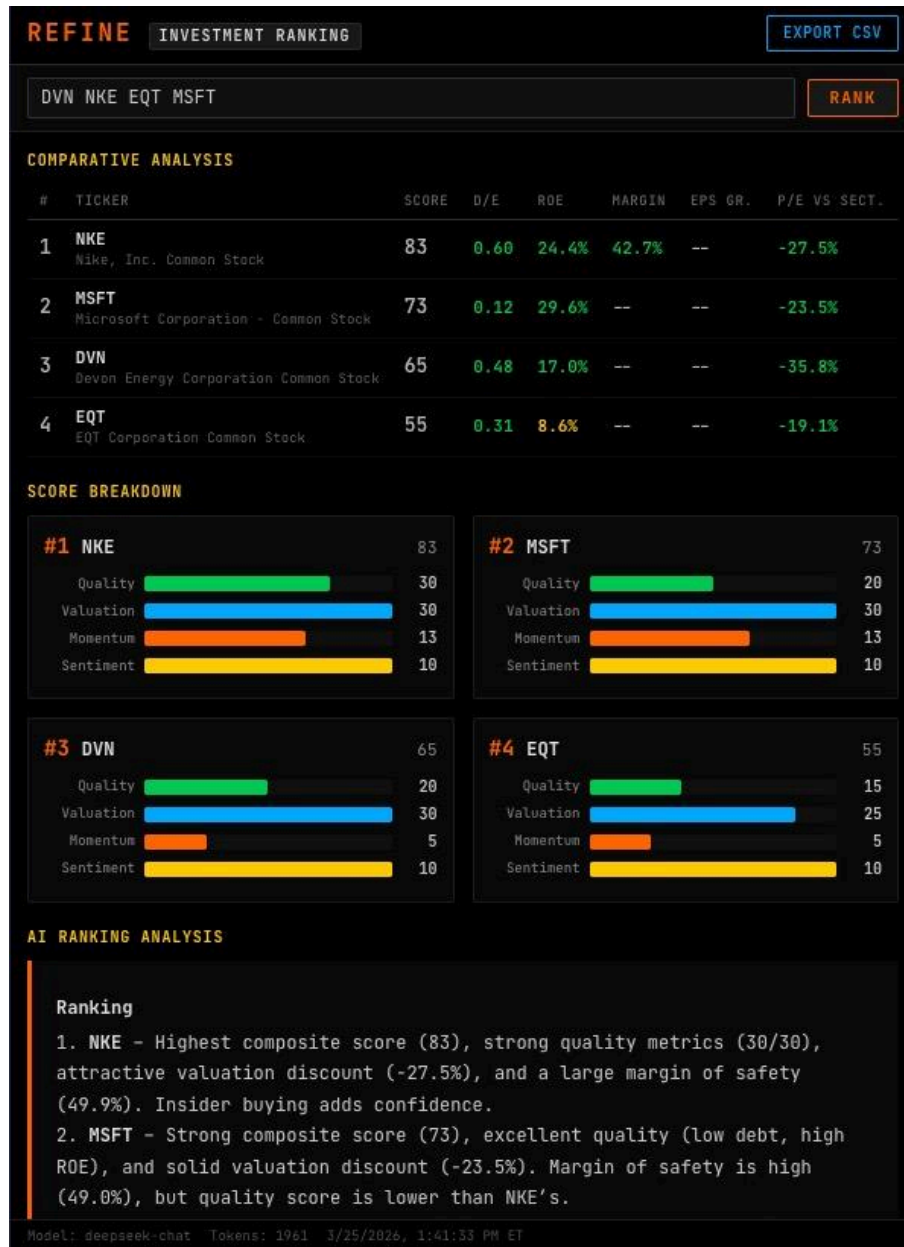 REFINE INVESTMENT RANKING EXPORT CSV
DVN NKE EQT MSFT RANK
COMPARATIVE ANALYSIS
# TICKER SCORE D/E ROE MARGIN EPS GR. P/E VS SECT.
1 NKE 83 0.60 24.4% 42.7% -- -27.5%
Nike, Inc. Common Stock
2 MSFT 73 0.12 29.6% -- -- -23.5%
Microsoft Corporation - Common Stock
3 DVN 65 0.48 17.0% -- -- -35.8%
Devon Energy Corporation Common Stock
4 EQT 55 0.31 8.6% -- -- -19.1%
EQT Corporation Common Stock
SCORE BREAKDOWN
#1 NKE 83
Quality 30
Valuation 30
Momentum 13
Sentiment 10
#2 MSFT 73
Quality 20
Valuation 30
Momentum 13
Sentiment 10
#3 DVN 65
Quality 20
Valuation 30
Momentum 5
Sentiment 10
#4 EQT 55
Quality 15
Valuation 25
Momentum 5
Sentiment 10
AI RANKING ANALYSIS
Ranking
1. NKE – Highest composite score (83), strong quality metrics (30/30),
attractive valuation discount (-27.5%), and a large margin of safety
(49.9%). Insider buying adds confidence.
2. MSFT – Strong composite score (73), excellent quality (low debt, high
ROE), and solid valuation discount (-23.5%). Margin of safety is high
(49.0%), but quality score is lower than NKE’s.
Model: deepseek-chat Tokens: 1961 3/25/2026, 1:41:33 PM ET